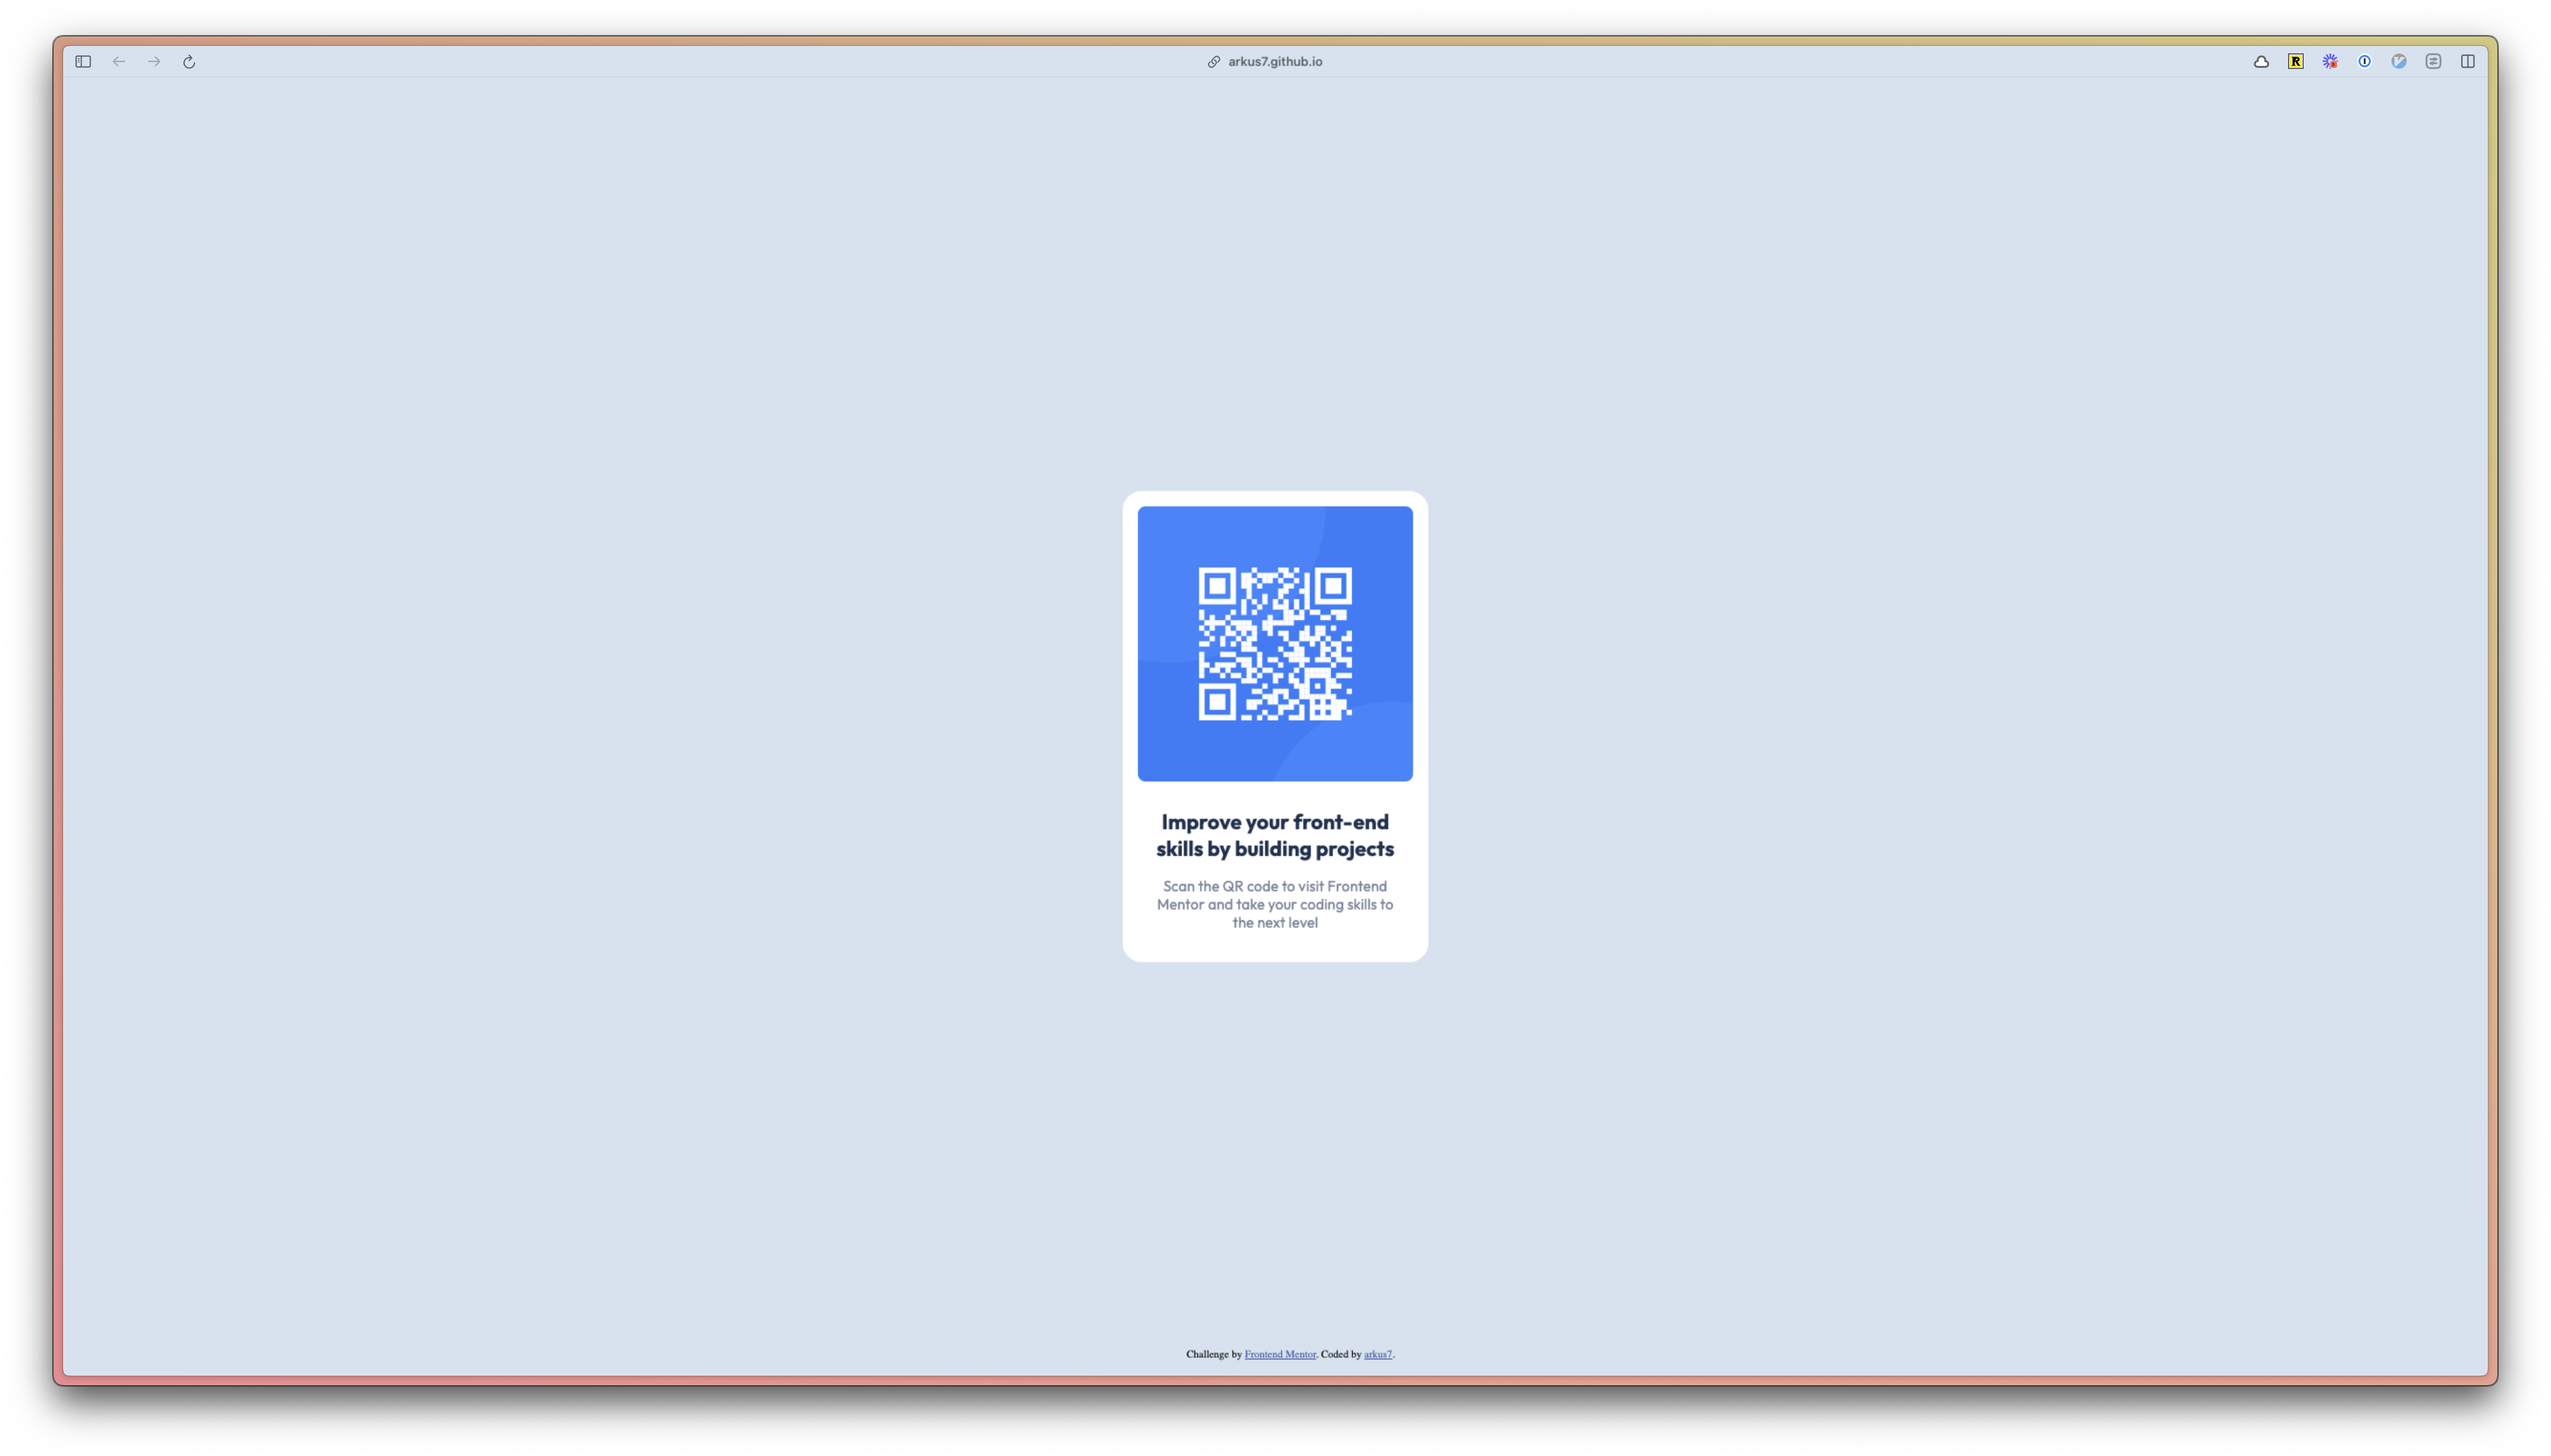 arkus7.github.io
R
Improve your front-end
skills by building projects
Scan the QR code to visit Frontend
Mentor and take your coding skills to
the next level
Challenge by Frontend Mentor. Coded by arkus7.